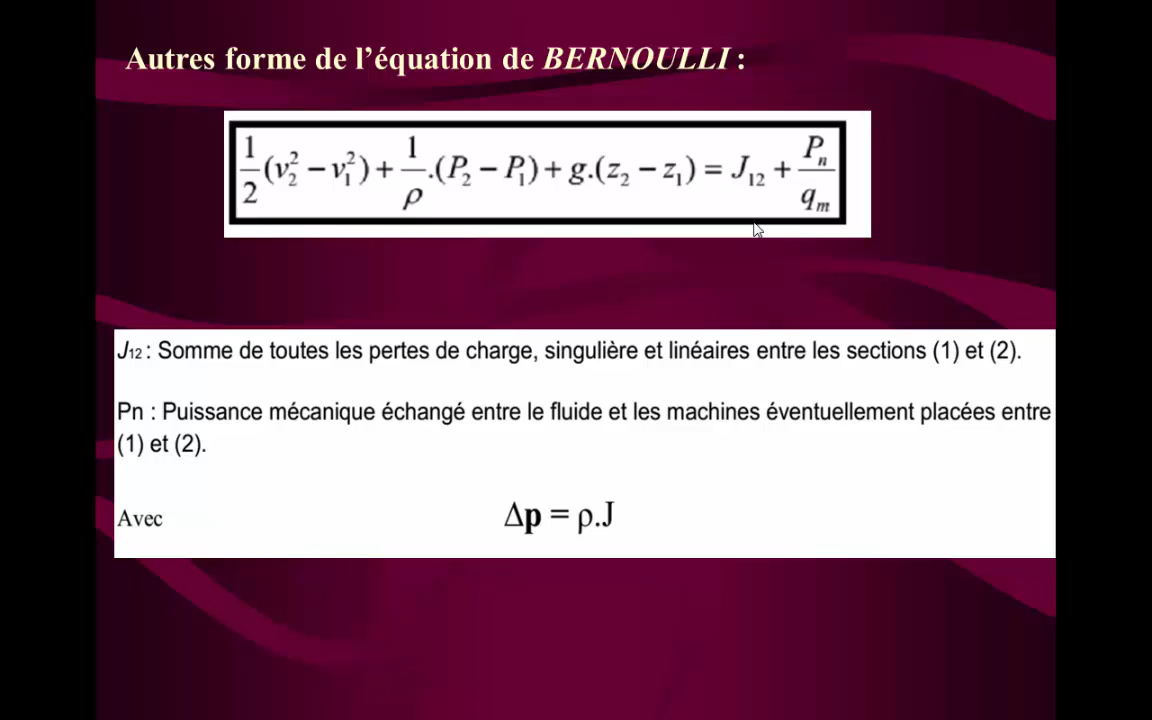 Autres forme de l’équation de BERNOULLI :
1/2 (v₂² – v₁²) + 1/ρ .(P₂ – P₁) + g.(z₂ – z₁) = J₁₂ + Pₙ/qₘ
J₁₂ : Somme de toutes les pertes de charge, singulière et linéaires entre les sections (1) et (2).
Pn : Puissance mécanique échangé entre le fluide et les machines éventuellement placées entre
(1) et (2).
Avec Δp = ρ.J